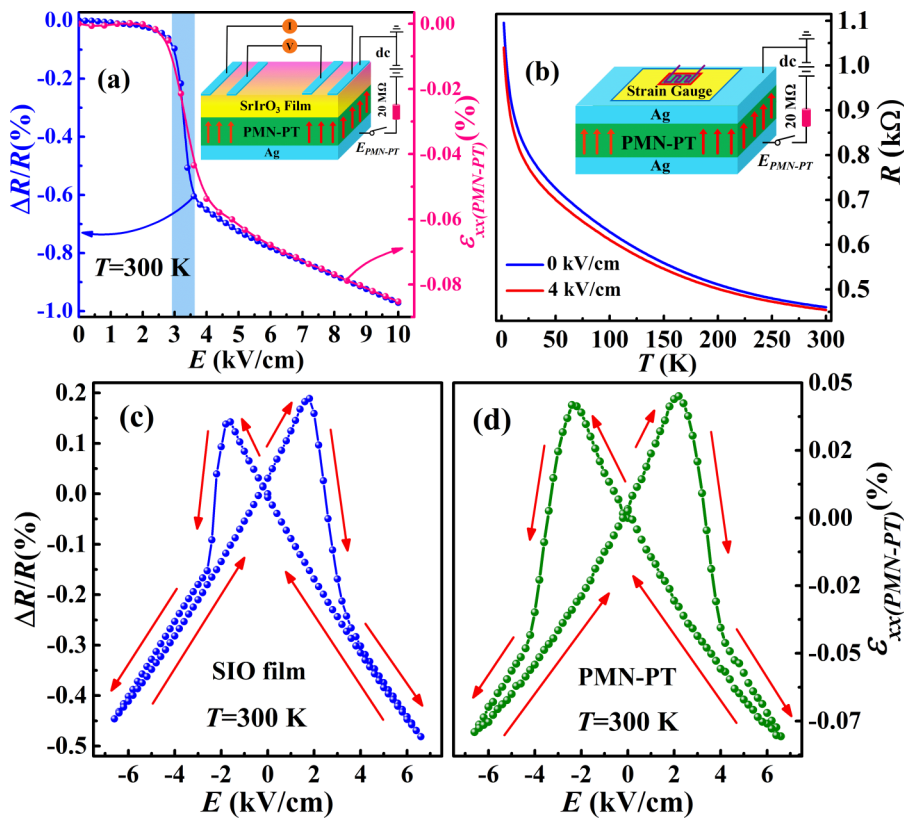 (a)
ΔR/R(%)
0.0
-0.2
-0.4
-0.6
-0.8
-1.0
0 1 2 3 4 5 6 7 8 9 10
E (kV/cm)
0.00
-0.02
-0.04
-0.06
-0.08
εxx(PMN-PT)(%)
T=300 K
I
V
dc
20 MΩ
SrIrO3 Film
PMN-PT
Ag
EPMN-PT
(b)
Strain Gauge
Ag
PMN-PT
Ag
dc
20 MΩ
EPMN-PT
0 kV/cm
4 kV/cm
0 50 100 150 200 250 300
T (K)
1.1
1.0
0.9
0.8
0.7
0.6
0.5
R (kΩ)
(c)
ΔR/R(%)
0.2
0.1
0.0
-0.1
-0.2
-0.3
-0.4
-0.5
SIO film
T=300 K
-6 -4 -2 0 2 4 6
E (kV/cm)
(d)
PMN-PT
T=300 K
-6 -4 -2 0 2 4 6
E (kV/cm)
0.05
0.02
0.00
-0.02
-0.05
-0.07
εxx(PMN-PT)(%)